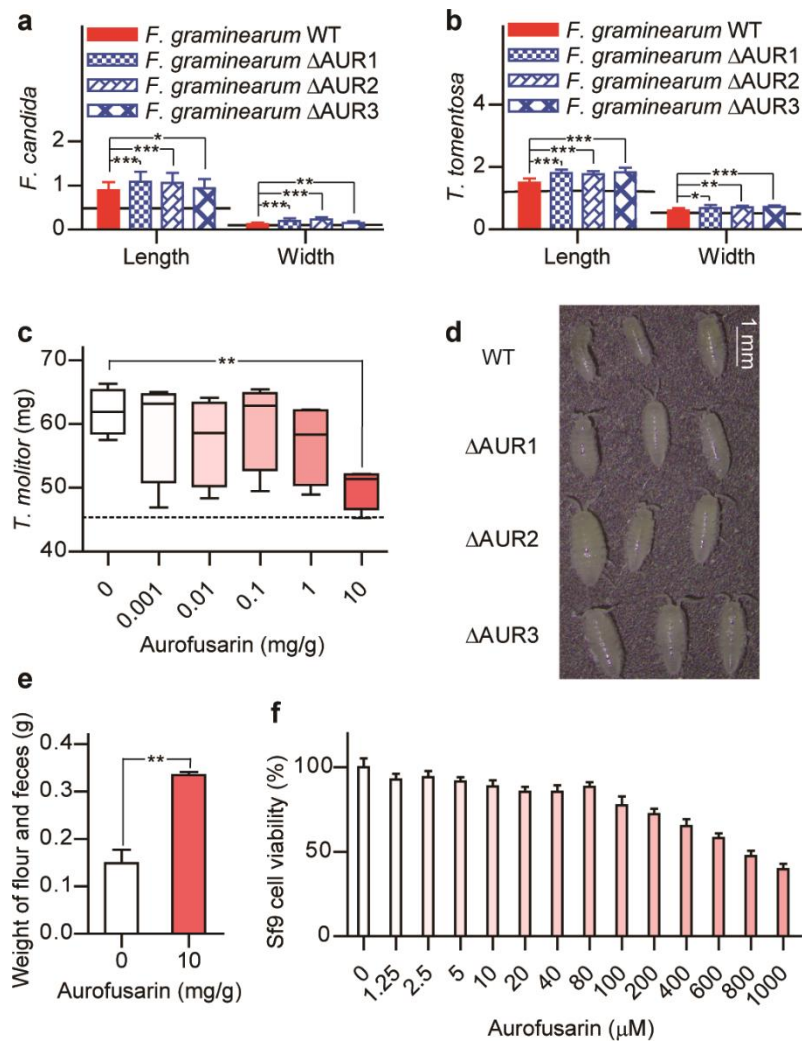 a
F. graminearum WT
F. graminearum ΔAUR1
F. graminearum ΔAUR2
F. graminearum ΔAUR3
F. candida
2
1
0
*
***
***
**
***
***
Length
Width
b
F. graminearum WT
F. graminearum ΔAUR1
F. graminearum ΔAUR2
F. graminearum ΔAUR3
T. tomentosa
4
2
0
***
***
***
***
**
*
Length
Width
c
T. molitor (mg)
70
60
50
40
**
0
0.001
0.01
0.1
1
10
Aurofusarin (mg/g)
d
WT
ΔAUR1
ΔAUR2
ΔAUR3
1 mm
e
Weight of flour and feces (g)
0.4
0.3
0.2
0.1
0.0
**
0
10
Aurofusarin (mg/g)
f
Sf9 cell viability (%)
100
50
0
0
1.25
2.5
5
10
20
40
80
100
200
400
600
800
1000
Aurofusarin (μM)